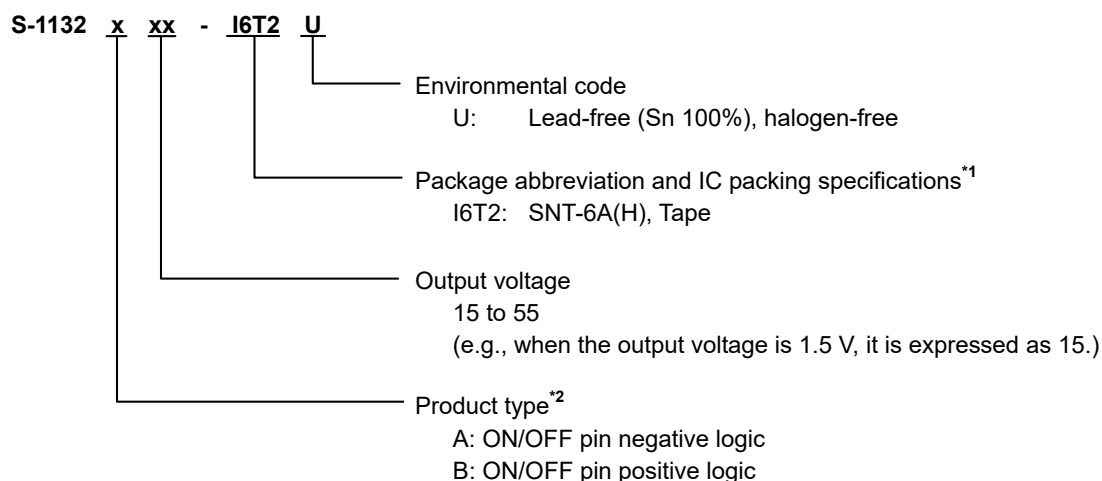 S-1132 x xx - I6T2 U
Environmental code
U: Lead-free (Sn 100%), halogen-free
Package abbreviation and IC packing specifications*1
I6T2: SNT-6A(H), Tape
Output voltage
15 to 55
(e.g., when the output voltage is 1.5 V, it is expressed as 15.)
Product type*2
A: ON/OFF pin negative logic
B: ON/OFF pin positive logic